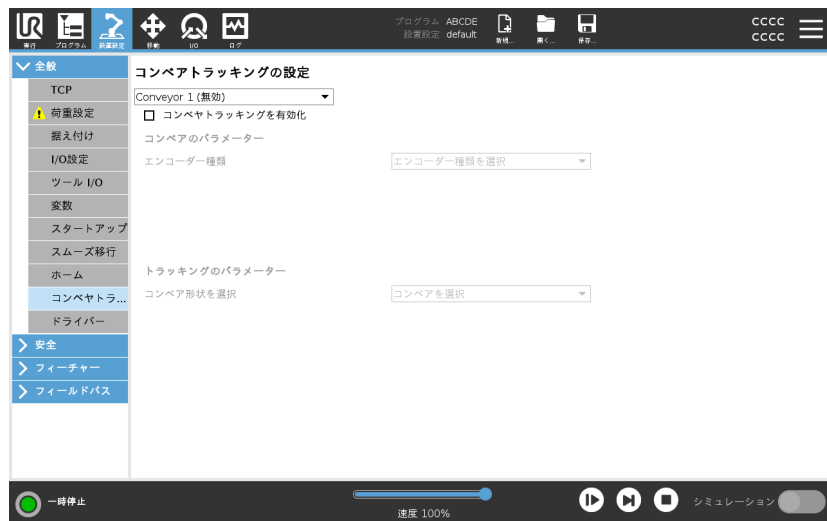 プログラム ABCDE
設置設定 default
cccc
cccc
実行
プログラム
設置設定
移動
I/O
ログ
新規...
開く...
保存...
全般
TCP
荷重設定
据え付け
I/O設定
ツール I/O
変数
スタートアップ
スムーズ移行
ホーム
コンベヤトラ...
ドライバー
安全
フィーチャー
フィールドバス
コンベアトラッキングの設定
Conveyor 1 (無効)
コンベヤトラッキングを有効化
コンベアのパラメーター
エンコーダー種類
エンコーダー種類を選択
トラッキングのパラメーター
コンベア形状を選択
コンベアを選択
一時停止
速度 100%
シミュレーション